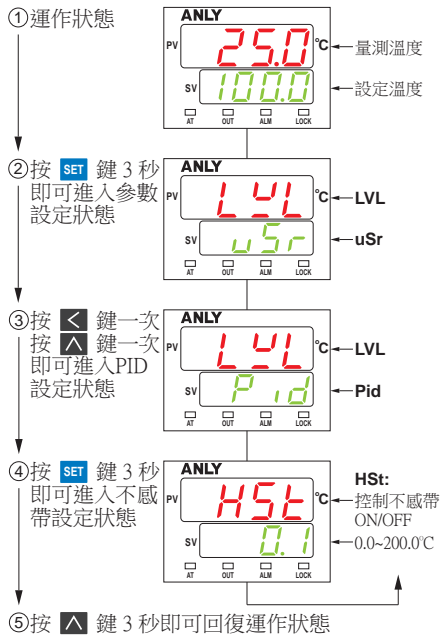 ①運作狀態
ANLY
PV
25.0
°C
量測溫度
SV
100.0
設定溫度
AT OUT ALM LOCK
②按 SET 鍵 3 秒
即可進入參數
設定狀態
ANLY
PV
LVL
°C
LVL
SV
uSr
uSr
AT OUT ALM LOCK
③按 < 鍵一次
按 ∧ 鍵一次
即可進入PID
設定狀態
ANLY
PV
LVL
°C
LVL
SV
Pid
Pid
AT OUT ALM LOCK
④按 SET 鍵 3 秒
即可進入不感
帶設定狀態
ANLY
PV
HSt
°C
SV
0.1
AT OUT ALM LOCK
HSt:
控制不感帶
ON/OFF
0.0~200.0°C
⑤按 ∧ 鍵 3 秒即可回復運作狀態